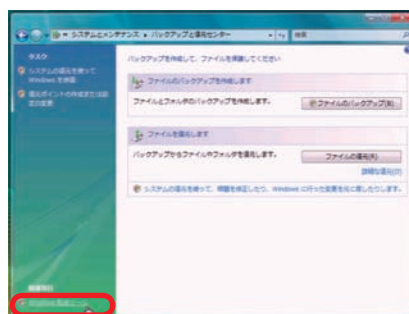 システムとメンテナンス ▸ バックアップと復元センター
検索
タスク
システムの復元を使って
Windows を修復
復元ポイントの作成または設
定の変更
バックアップを作成して、ファイルを保護してください
ファイルのバックアップを作成します
ファイルとフォルダのバックアップを作成します。
ファイルのバックアップ(B)
ファイルを復元します
バックアップからファイルやフォルダを復元します。
ファイルの復元(R)
詳細な復元(D)
システムの復元を使って、問題を修正したり、Windows に行った変更を元に戻したりします。
関連項目